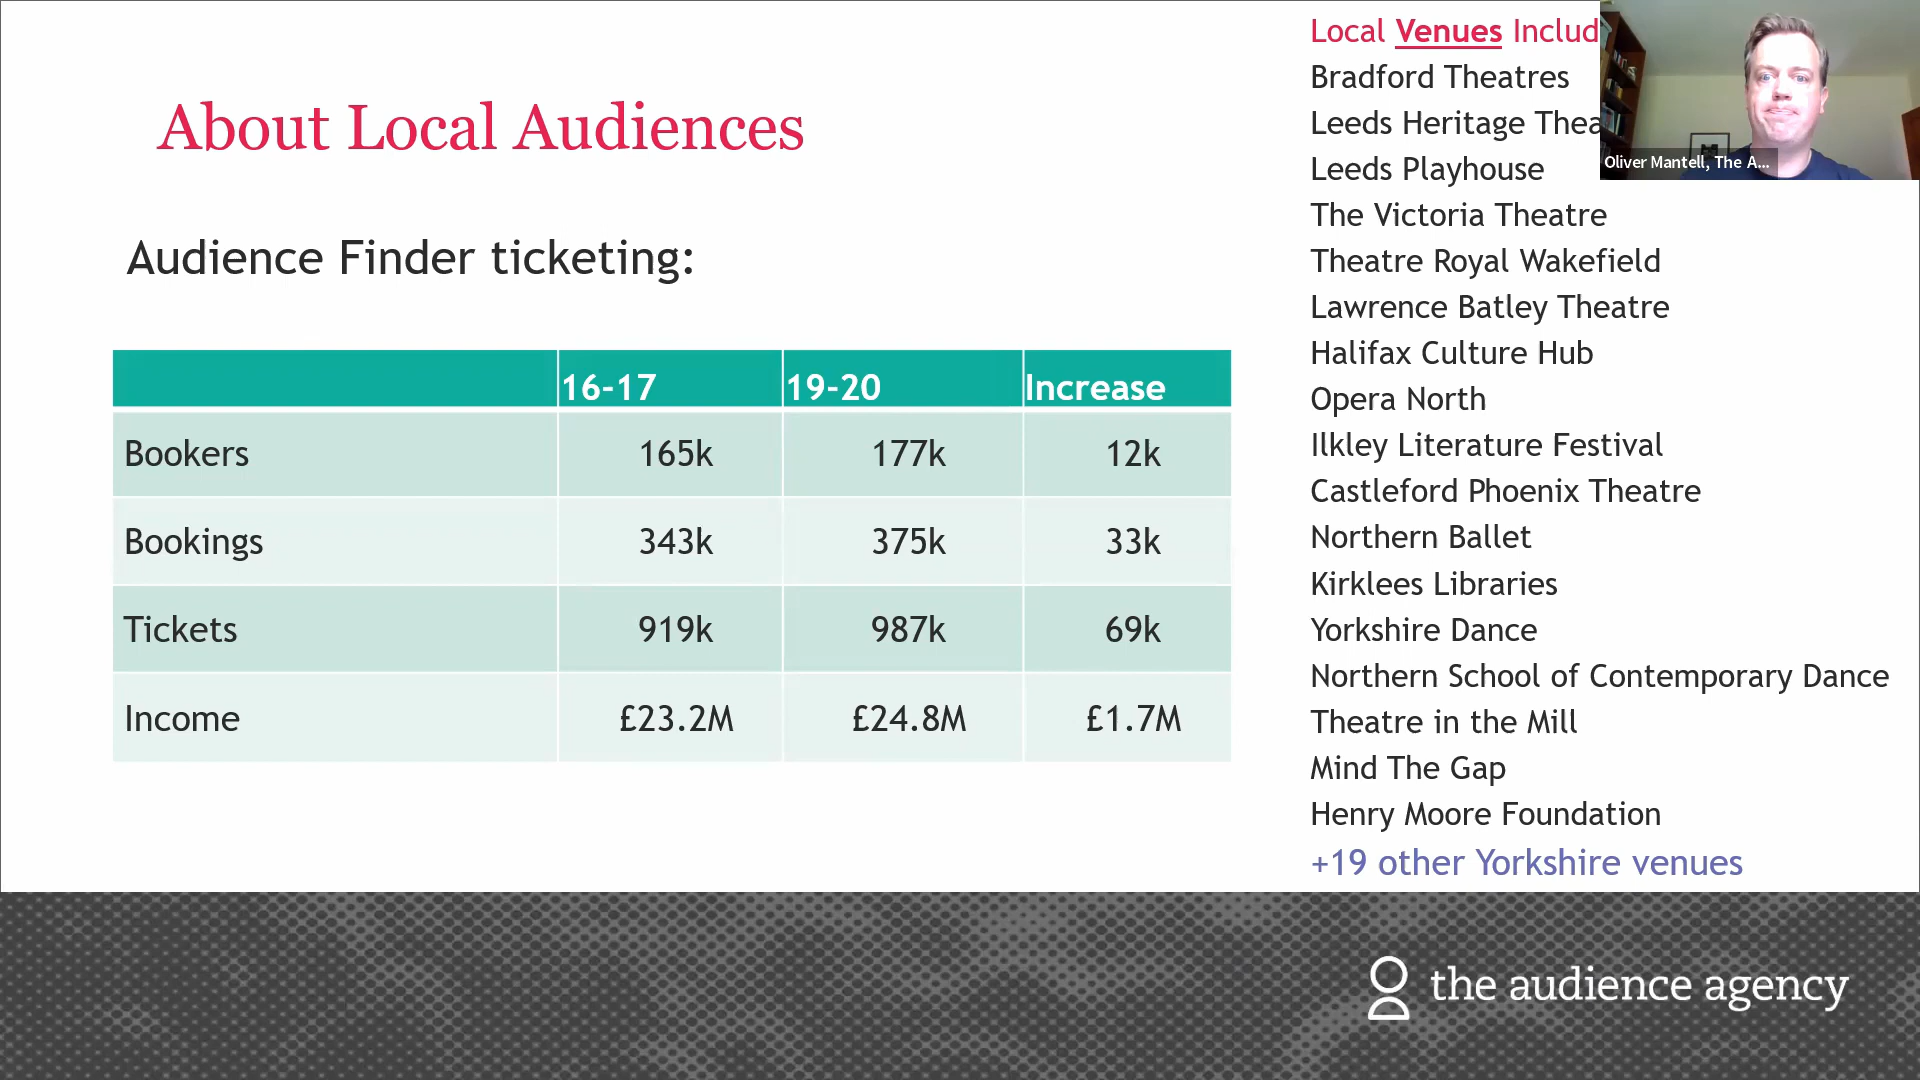 About Local Audiences
Audience Finder ticketing:
16-17 19-20 Increase
Bookers 165k 177k 12k
Bookings 343k 375k 33k
Tickets 919k 987k 69k
Income £23.2M £24.8M £1.7M
Local Venues
Bradford Theatres
Leeds Heritage
Leeds Playhouse
The Victoria Theatre
Theatre Royal Wakefield
Lawrence Batley Theatre
Halifax Culture Hub
Opera North
Ilkley Literature Festival
Castleford Phoenix Theatre
Northern Ballet
Kirklees Libraries
Yorkshire Dance
Northern School of Contemporary Dance
Theatre in the Mill
Mind The Gap
Henry Moore Foundation
+19 other Yorkshire venues
Oliver Mantell, The A...
the audience agency